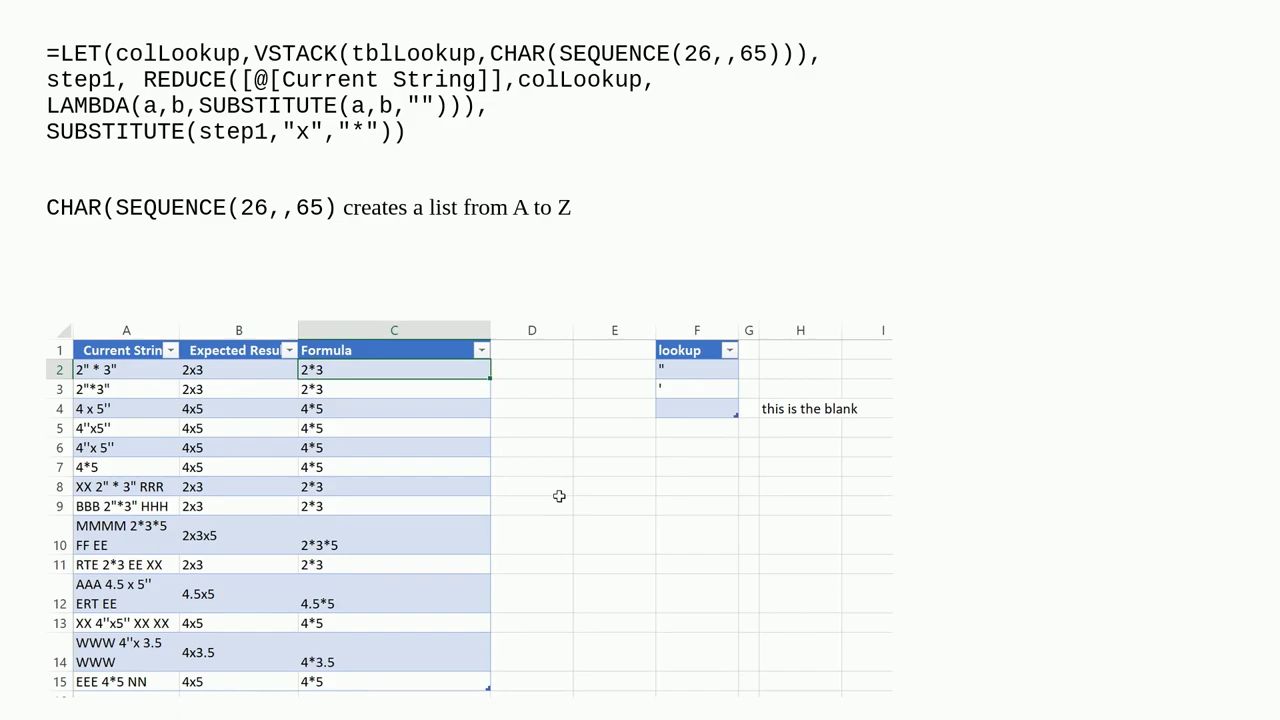 =LET(colLookup,VSTACK(tblLookup,CHAR(SEQUENCE(26,,65))),
step1, REDUCE([@[Current String]],colLookup,
LAMBDA(a,b,SUBSTITUTE(a,b,""))),
SUBSTITUTE(step1,"x","*"))
CHAR(SEQUENCE(26,,65) creates a list from A to Z
A B C D E F G H I
1 Current Strin Expected Resu Formula lookup
2 2" * 3" 2x3 2*3 "
3 2"*3" 2x3 2*3 '
4 4 x 5'' 4x5 4*5 this is the blank
5 4''x5'' 4x5 4*5
6 4''x 5'' 4x5 4*5
7 4*5 4x5 4*5
8 XX 2" * 3" RRR 2x3 2*3
9 BBB 2"*3" HHH 2x3 2*3
MMMM 2*3*5 2x3x5
10 FF EE 2*3*5
11 RTE 2*3 EE XX 2x3 2*3
AAA 4.5 x 5'' 4.5x5
12 ERT EE 4.5*5
13 XX 4''x5'' XX XX 4x5 4*5
WWW 4''x 3.5 4x3.5
14 WWW 4*3.5
15 EEE 4*5 NN 4x5 4*5